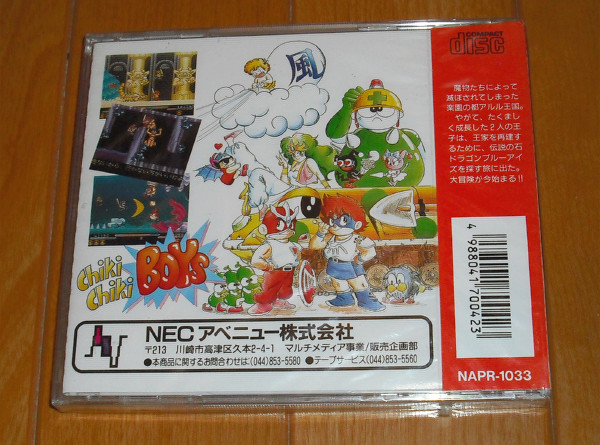 COMPACT
disc
風
魔物たちによって
滅ぼされてしまった
楽園の都アルル王国。
やがて、たくまし
く成長した2人の王
子は、王家を再建す
るために、伝説の石
ドラゴンブルーアイ
ズを探す旅に出た。
大冒険が今始まる!!
Chiki
Chiki
BOYS
4988041700423
NECアベニュー株式会社
〒213 川崎市高津区久本2-4-1 マルチメディア事業/販売企画部
●本商品に関するお問合わせは:(044)853-5580 ●テープサービス(044)853-5560
NAPR-1033